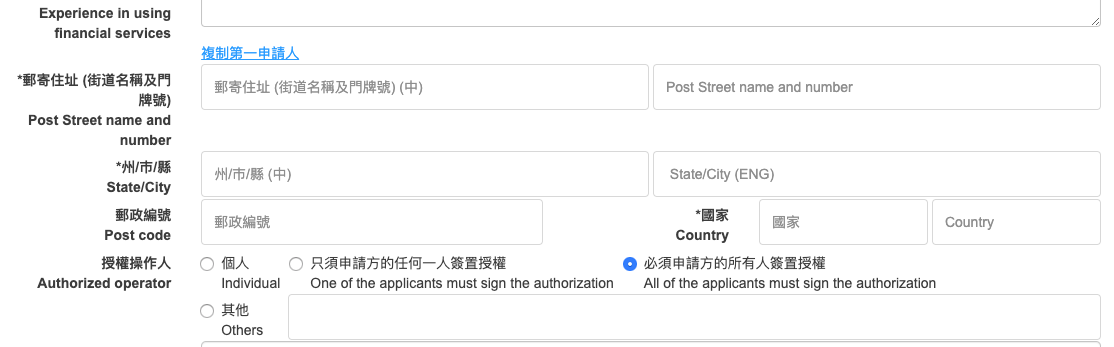 Experience in using
financial services
複制第一申請人
*郵寄住址 (街道名稱及門
牌號)
Post Street name and
number
郵寄住址 (街道名稱及門牌號) (中)
Post Street name and number
*州/市/縣
State/City
州/市/縣 (中)
State/City (ENG)
郵政編號
Post code
郵政編號
*國家
Country
國家
Country
授權操作人
Authorized operator
個人
Individual
只須申請方的任何一人簽置授權
One of the applicants must sign the authorization
必須申請方的所有人簽置授權
All of the applicants must sign the authorization
其他
Others